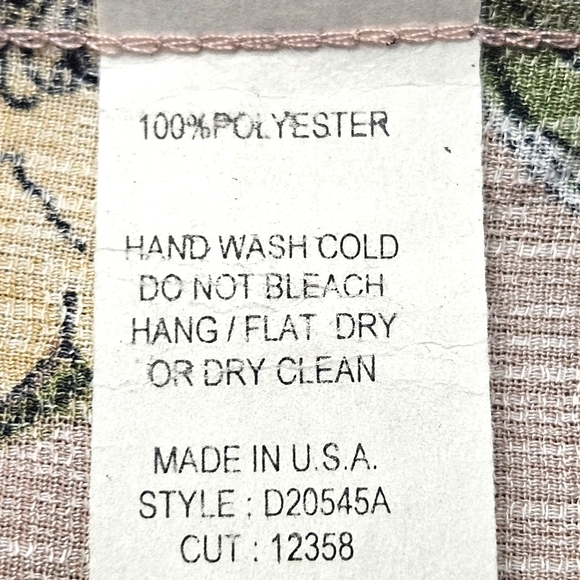 100%POLYESTER
HAND WASH COLD
DO NOT BLEACH
HANG / FLAT DRY
OR DRY CLEAN
MADE IN U.S.A.
STYLE : D20545A
CUT : 12358